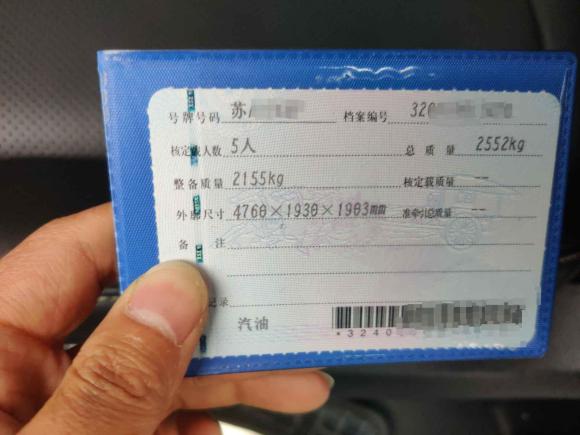 号牌号码 苏 档案编号 320
核定载人数 5人 总质量 2552kg
整备质量 2155kg 核定载质量 --
外廓尺寸 4760×1930×1903mm 准牵引总质量 --
备注
记录
汽油
*3240